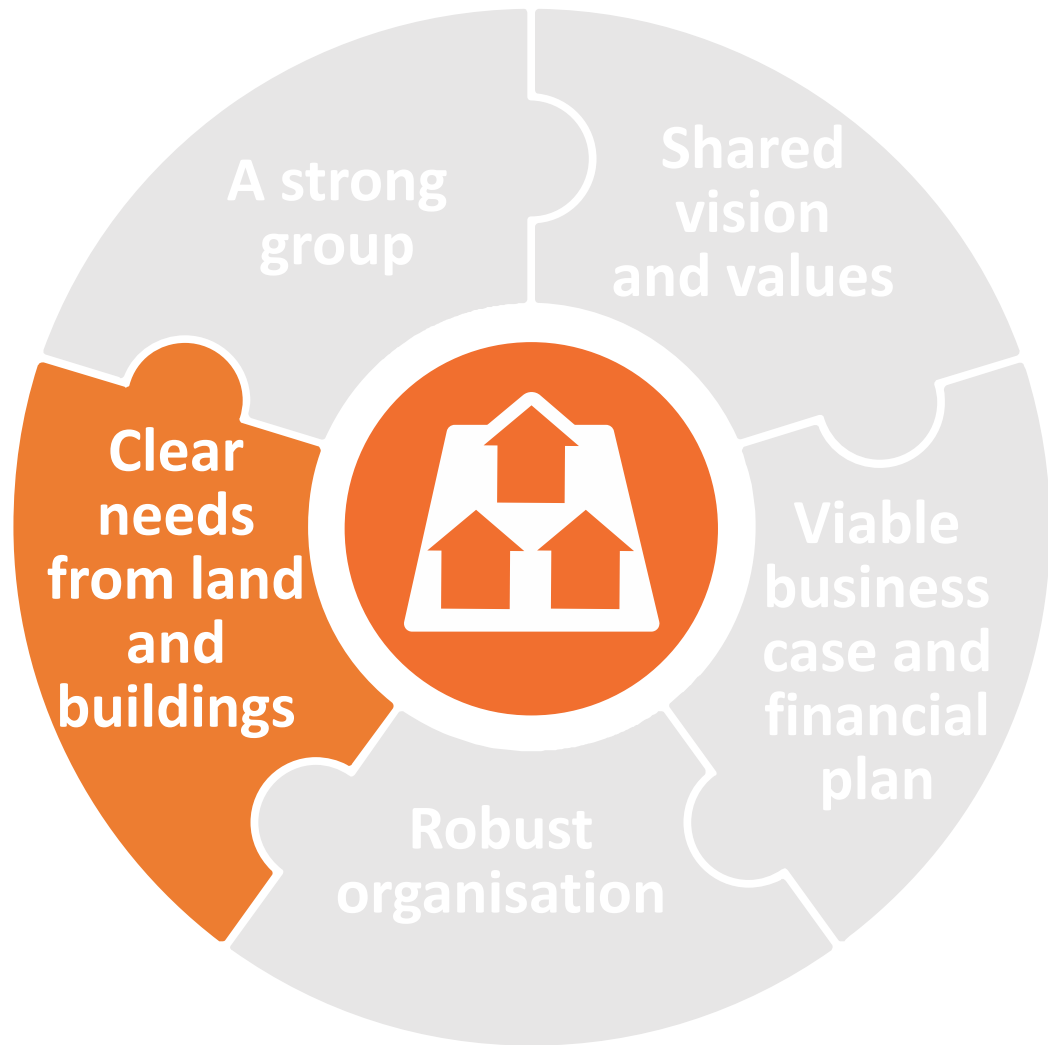 A strong
group
Shared
vision
and values
Clear
needs
from land
and
buildings
Viable
business
case and
financial
plan
Robust
organisation